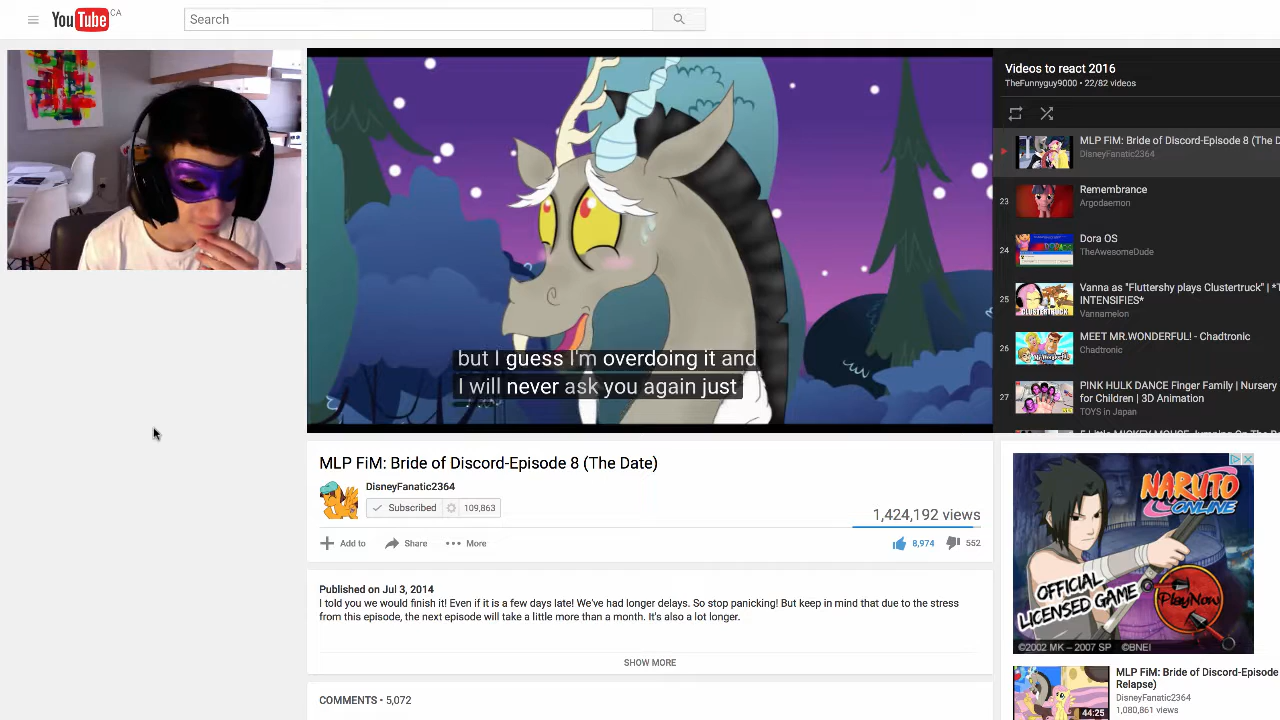 YouTube CA
Search
but I guess I'm overdoing it and
I will never ask you again just
Videos to react 2016
TheFunnyguy9000 • 22/82 videos
MLP FiM: Bride of Discord-Episode 8 (The D
DisneyFanatic2364
23
Remembrance
Argodaemon
24
Dora OS
TheAwesomeDude
25
Vanna as "Fluttershy plays Clustertruck" | *T
INTENSIFIES*
Vannamelon
CLUSTERTRUCK
26
MEET MR.WONDERFUL! - Chadtronic
Chadtronic
27
PINK HULK DANCE Finger Family | Nursery
for Children | 3D Animation
TOYS in Japan
MLP FiM: Bride of Discord-Episode 8 (The Date)
DisneyFanatic2364
Subscribed 109,863
1,424,192 views
Add to Share More
8,974 552
Published on Jul 3, 2014
I told you we would finish it! Even if it is a few days late! We've had longer delays. So stop panicking! But keep in mind that due to the stress
from this episode, the next episode will take a little more than a month. It's also a lot longer.
SHOW MORE
COMMENTS • 5,072
NARUTO
ONLINE
OFFICIAL
LICENSED GAME
Play Now
©2002 MK – 2007 SP ©BNEI
MLP FiM: Bride of Discord-Episode
Relapse)
DisneyFanatic2364
1,080,861 views
44:25